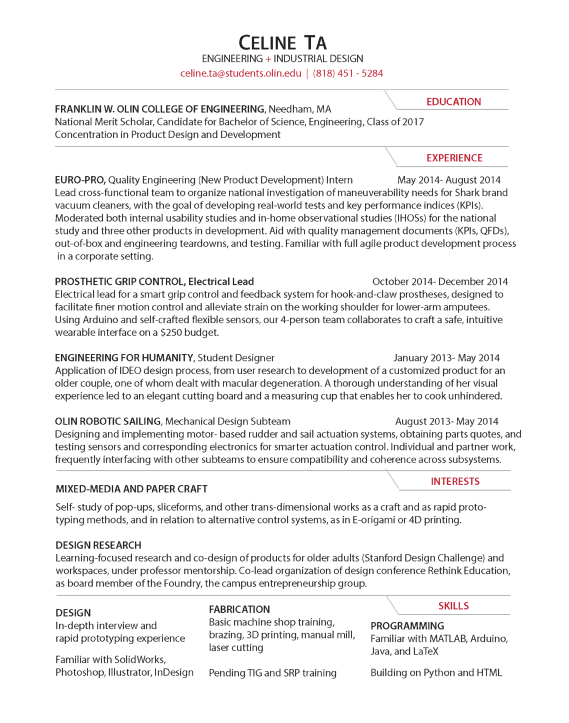 CELINE TA
ENGINEERING + INDUSTRIAL DESIGN
celine.ta@students.olin.edu | (818) 451 - 5284
EDUCATION
FRANKLIN W. OLIN COLLEGE OF ENGINEERING, Needham, MA
National Merit Scholar, Candidate for Bachelor of Science, Engineering, Class of 2017
Concentration in Product Design and Development
EXPERIENCE
EURO-PRO, Quality Engineering (New Product Development) Intern May 2014- August 2014
Lead cross-functional team to organize national investigation of maneuverability needs for Shark brand
vacuum cleaners, with the goal of developing real-world tests and key performance indices (KPIs).
Moderated both internal usability studies and in-home observational studies (IHOSs) for the national
study and three other products in development. Aid with quality management documents (KPIs, QFDs),
out-of-box and engineering teardowns, and testing. Familiar with full agile product development process
in a corporate setting.
PROSTHETIC GRIP CONTROL, Electrical Lead October 2014- December 2014
Electrical lead for a smart grip control and feedback system for hook-and-claw prostheses, designed to
facilitate finer motion control and alleviate strain on the working shoulder for lower-arm amputees.
Using Arduino and self-crafted flexible sensors, our 4-person team collaborates to craft a safe, intuitive
wearable interface on a $250 budget.
ENGINEERING FOR HUMANITY, Student Designer January 2013- May 2014
Application of IDEO design process, from user research to development of a customized product for an
older couple, one of whom dealt with macular degeneration. A thorough understanding of her visual
experience led to an elegant cutting board and a measuring cup that enables her to cook unhindered.
OLIN ROBOTIC SAILING, Mechanical Design Subteam August 2013- May 2014
Designing and implementing motor- based rudder and sail actuation systems, obtaining parts quotes, and
testing sensors and corresponding electronics for smarter actuation control. Individual and partner work,
frequently interfacing with other subteams to ensure compatibility and coherence across subsystems.
INTERESTS
MIXED-MEDIA AND PAPER CRAFT
Self- study of pop-ups, sliceforms, and other trans-dimensional works as a craft and as rapid proto-
typing methods, and in relation to alternative control systems, as in E-origami or 4D printing.
DESIGN RESEARCH
Learning-focused research and co-design of products for older adults (Stanford Design Challenge) and
workspaces, under professor mentorship. Co-lead organization of design conference Rethink Education,
as board member of the Foundry, the campus entrepreneurship group.
SKILLS
DESIGN
In-depth interview and
rapid prototyping experience
Familiar with SolidWorks,
Photoshop, Illustrator, InDesign
FABRICATION
Basic machine shop training,
brazing, 3D printing, manual mill,
laser cutting
Pending TIG and SRP training
PROGRAMMING
Familiar with MATLAB, Arduino,
Java, and LaTeX
Building on Python and HTML